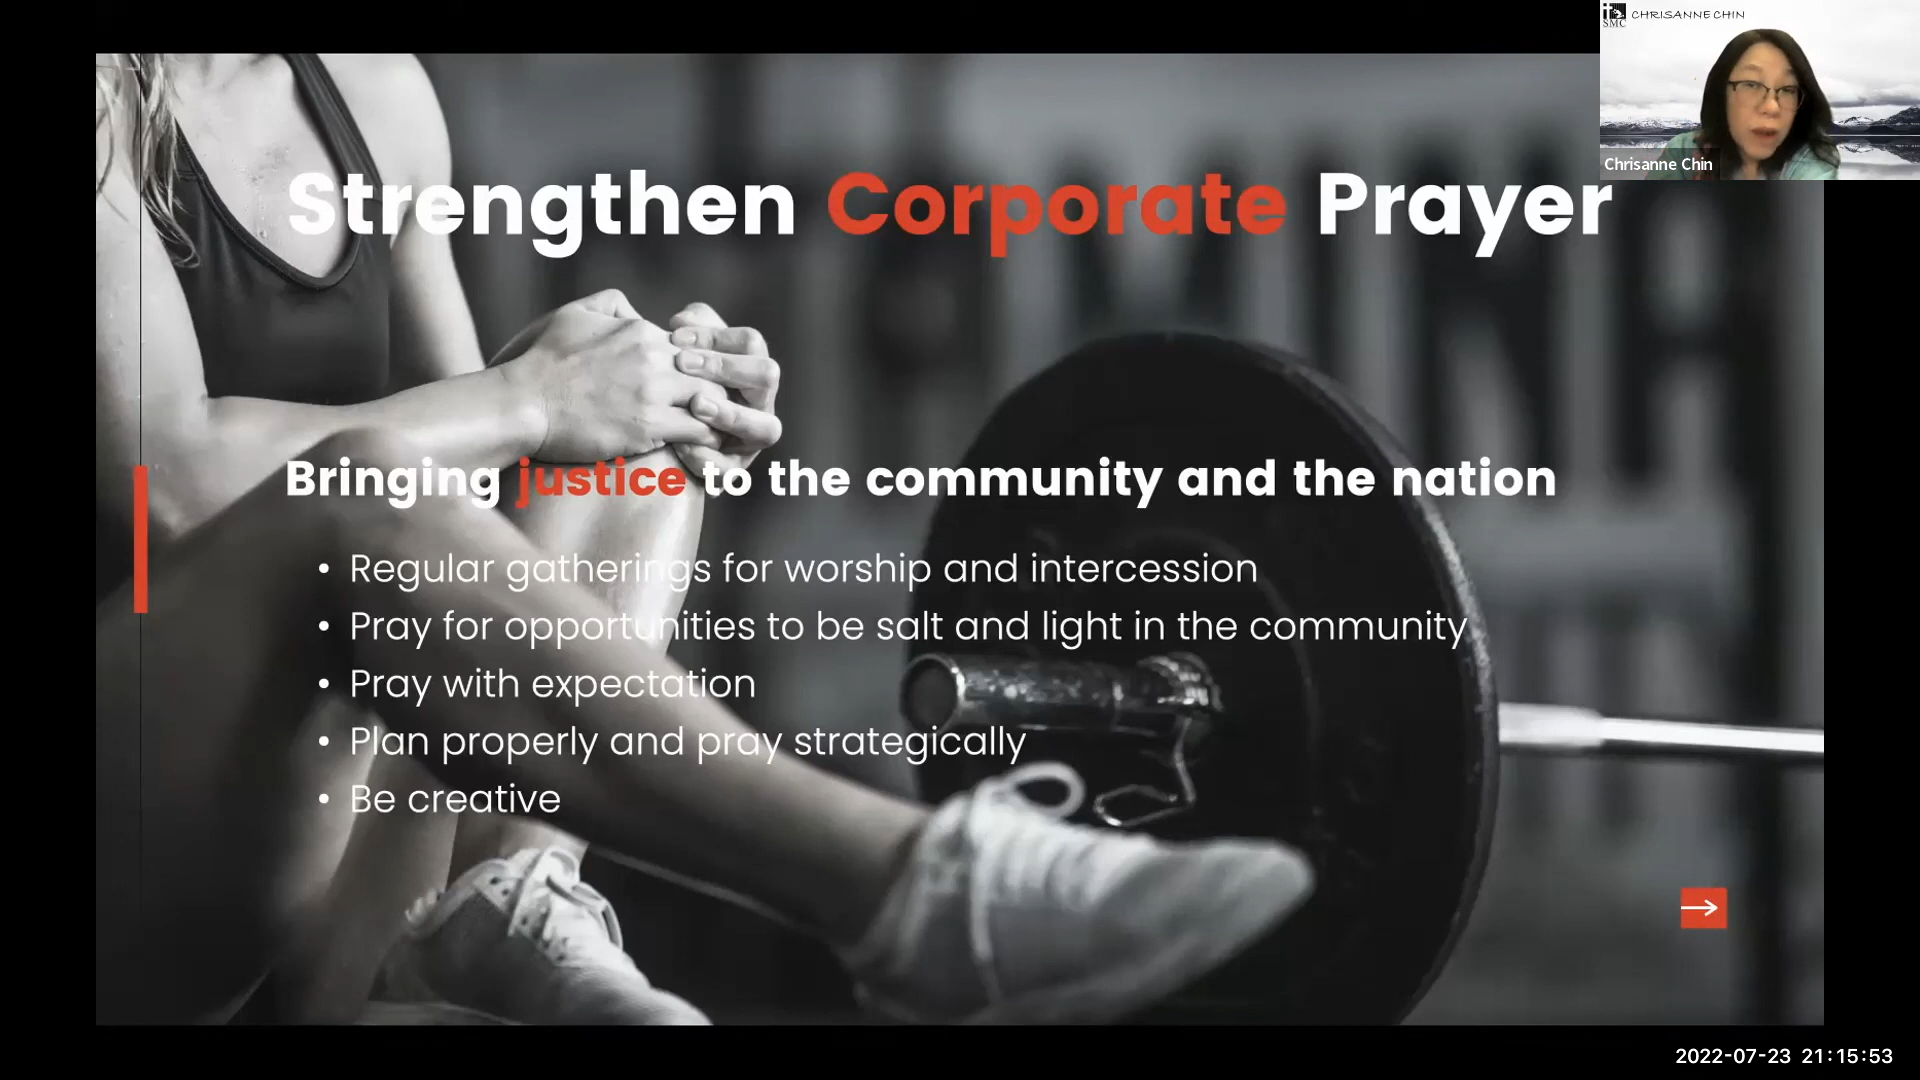 SMC
CHRISANNE CHIN
Chrisanne Chin
Strengthen Corporate Prayer
Bringing justice to the community and the nation
• Regular gatherings for worship and intercession
• Pray for opportunities to be salt and light in the community
• Pray with expectation
• Plan properly and pray strategically
• Be creative
2022-07-23 21:15:53